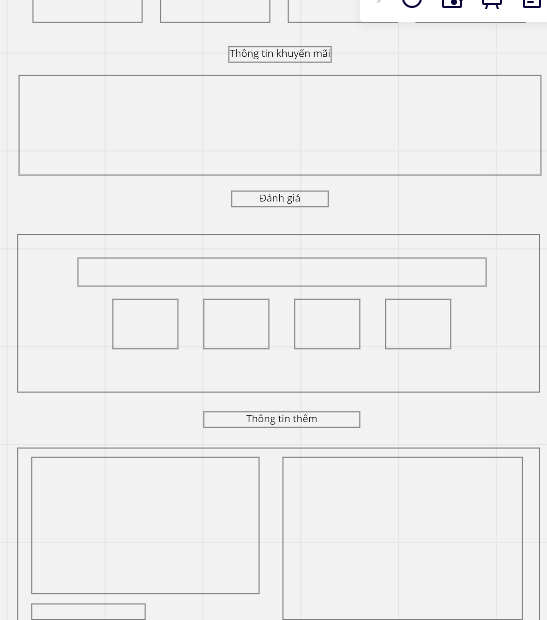 Thông tin khuyến mãi
Đánh giá
Thông tin thêm